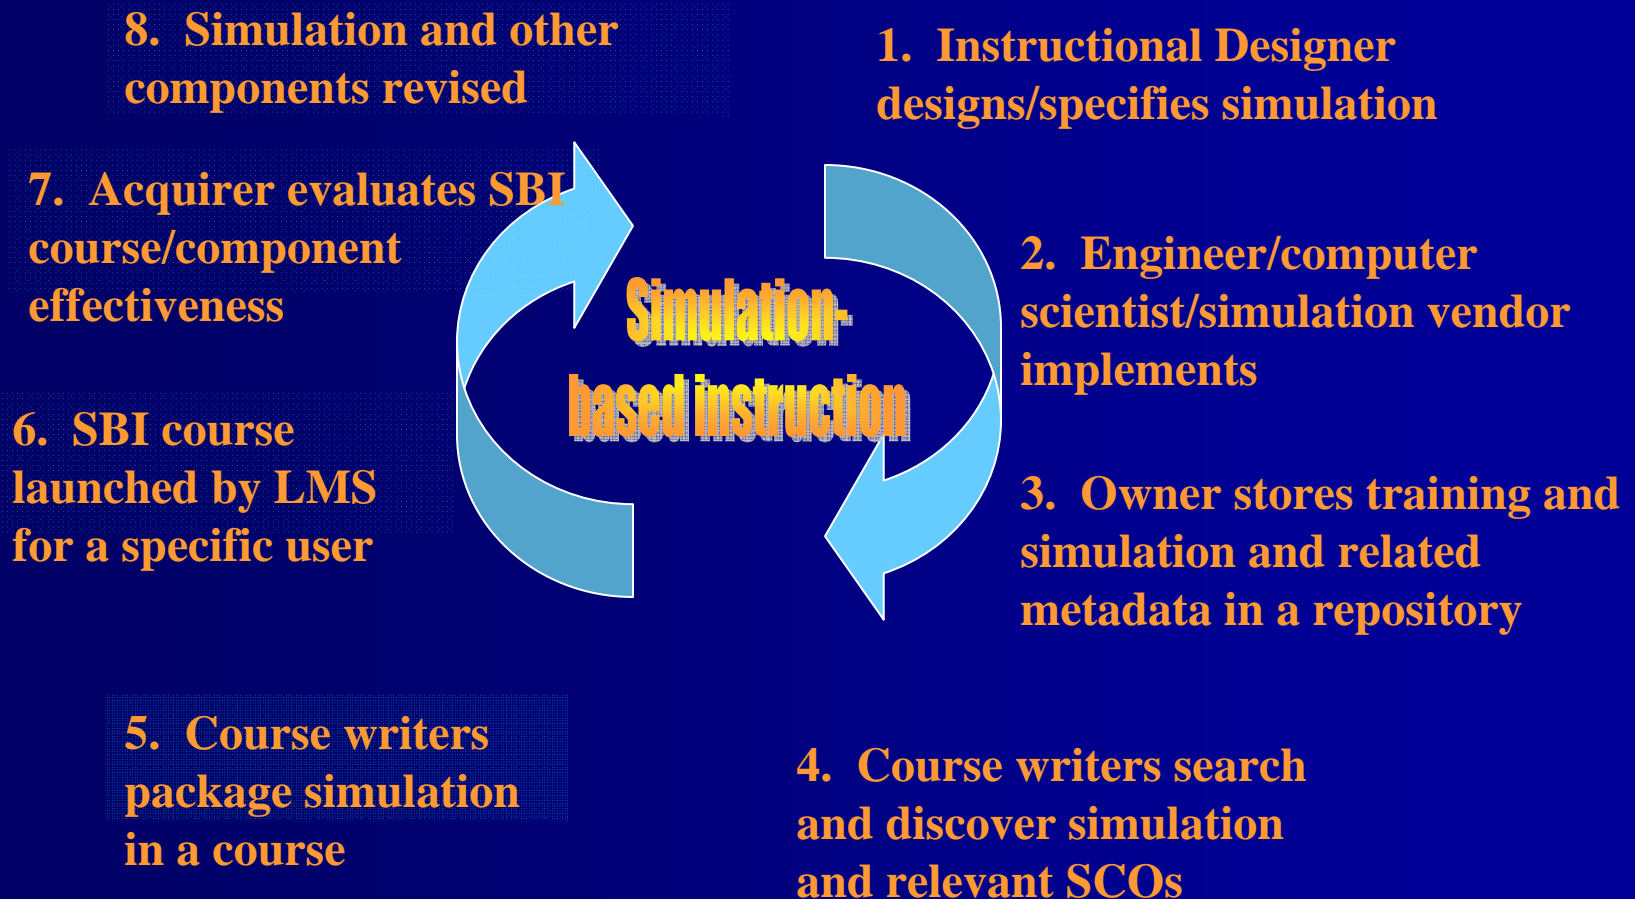 8. Simulation and other
components revised
1. Instructional Designer
designs/specifies simulation
7. Acquirer evaluates SBI
course/component
effectiveness
2. Engineer/computer
scientist/simulation vendor
implements
Simulation-
based instruction
6. SBI course
launched by LMS
for a specific user
3. Owner stores training and
simulation and related
metadata in a repository
5. Course writers
package simulation
in a course
4. Course writers search
and discover simulation
and relevant SCOs